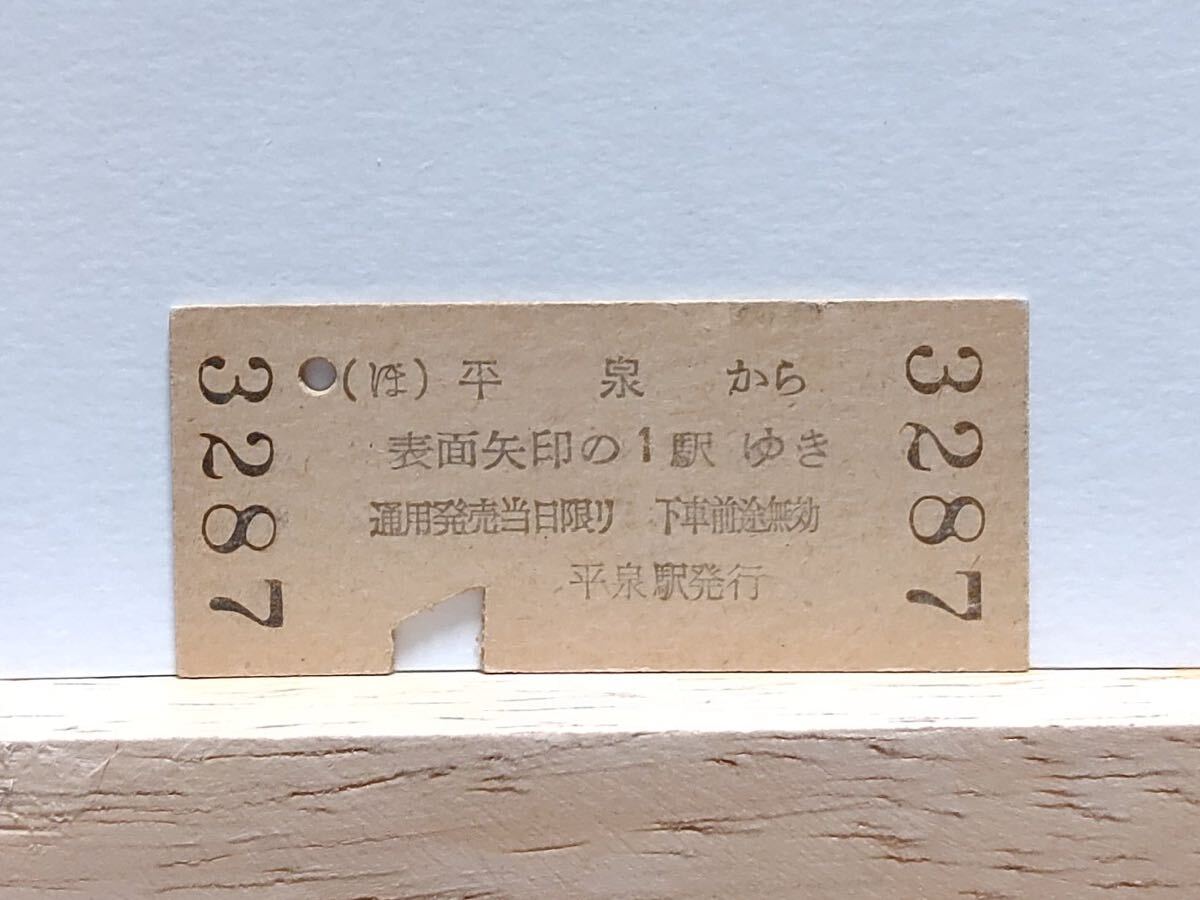 3287
(ほ) 平 泉 から
表面矢印の1駅 ゆき
通用発売当日限り 下車前途無効
平泉駅発行
3287